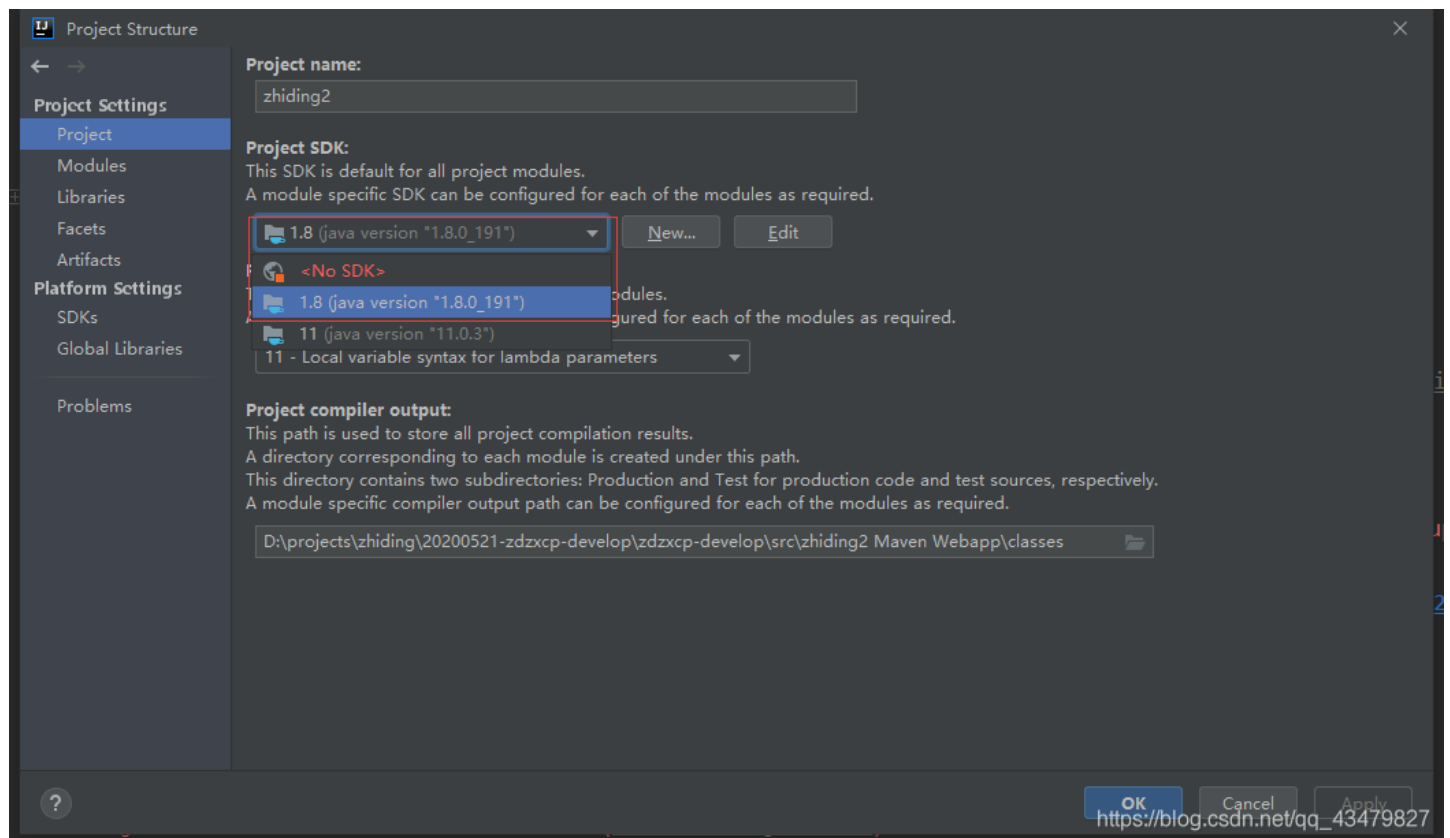 Project Structure
Project name:
Project Settings
zhiding2
Project
Project SDK:
Modules
This SDK is default for all project modules.
Libraries
A module specific SDK can be configured for each of the modules as required.
Facets
1.8 (java version "1.8.0_191")
New...
Edit
Artifacts
<No SDK>
Platform Settings
1.8 (java version "1.8.0_191")
odules.
SDKs
gured for each of the modules as required.
11 (java version "11.0.3")
Global Libraries
11 - Local variable syntax for lambda parameters
Problems
Project compiler output:
This path is used to store all project compilation results.
A directory corresponding to each module is created under this path.
This directory contains two subdirectories: Production and Test for production code and test sources, respectively.
A module specific compiler output path can be configured for each of the modules as required.
D:\projects\zhiding\20200521-zdzxcp-develop\zdzxcp-develop\src\zhiding2 Maven Webapp\classes
?
OK
Cancel
Apply
https://blog.csdn.net/qq_43479827